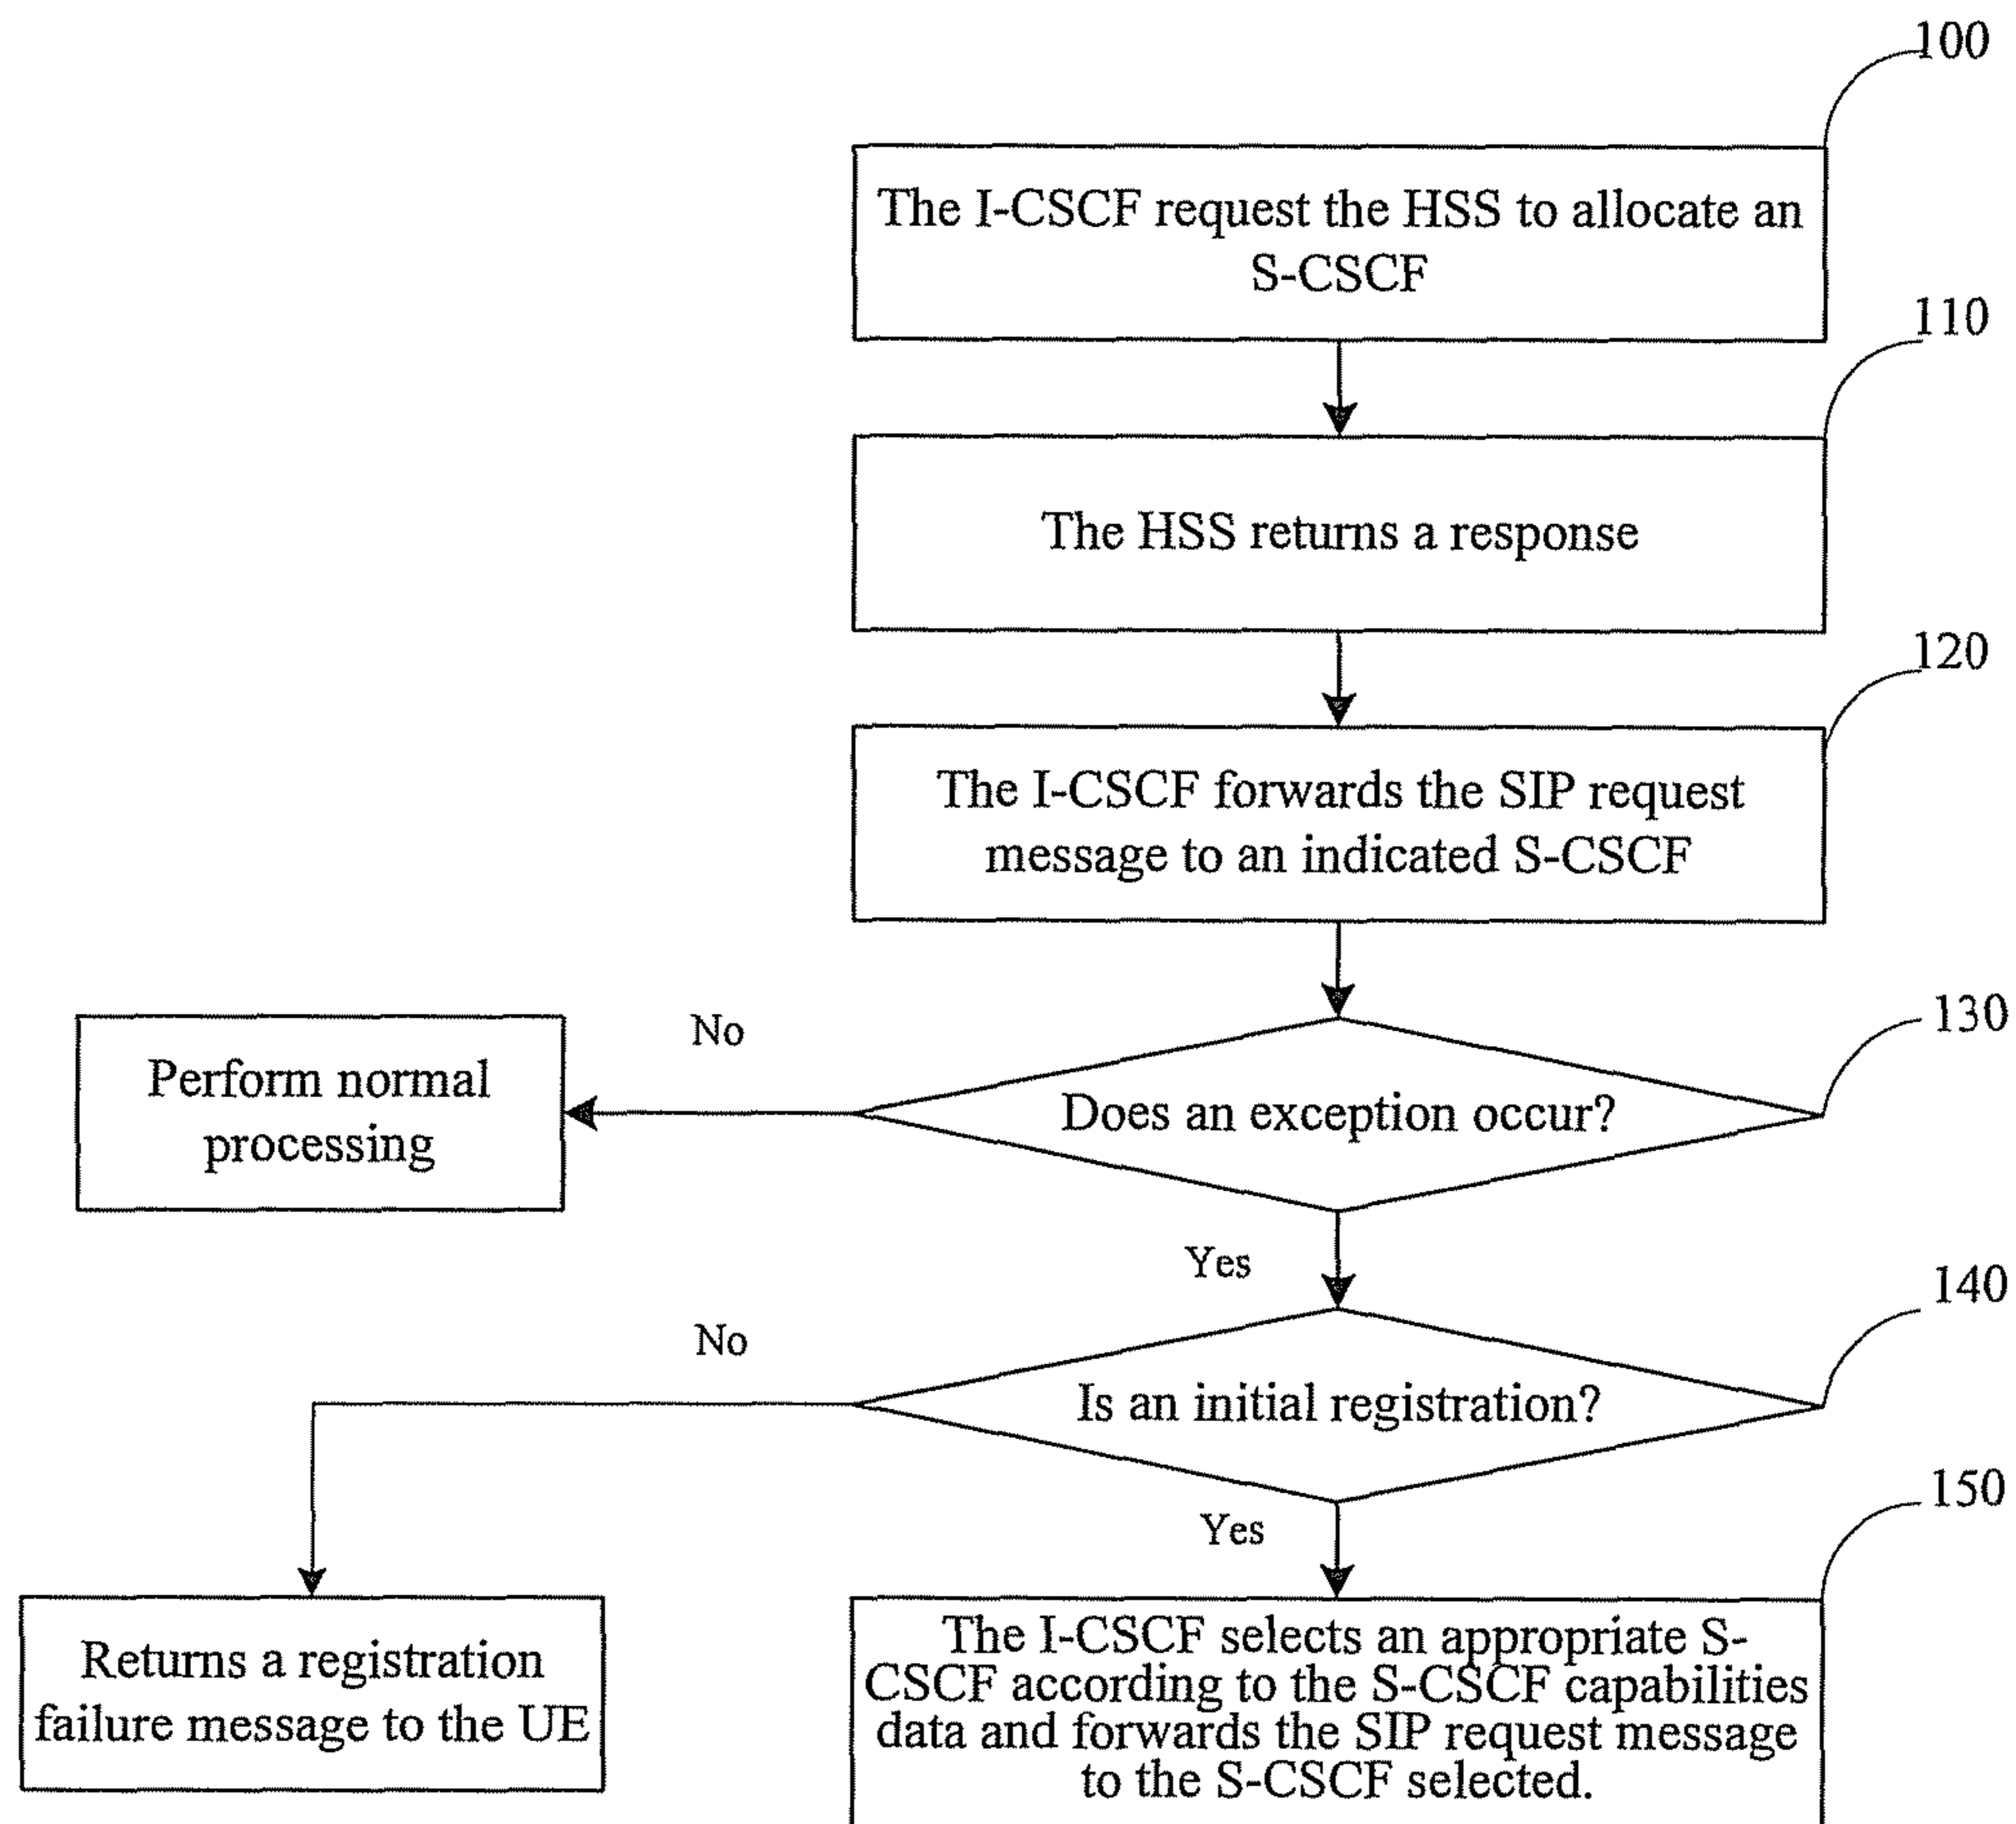 100
The I-CSCF request the HSS to allocate an
S-CSCF
110
The HSS returns a response
120
The I-CSCF forwards the SIP request
message to an indicated S-CSCF
130
No
Perform normal
processing
Does an exception occur?
Yes
140
No
Is an initial registration?
150
Yes
Returns a registration
failure message to the UE
The I-CSCF selects an appropriate S-
CSCF according to the S-CSCF capabilities
data and forwards the SIP request message
to the S-CSCF selected.